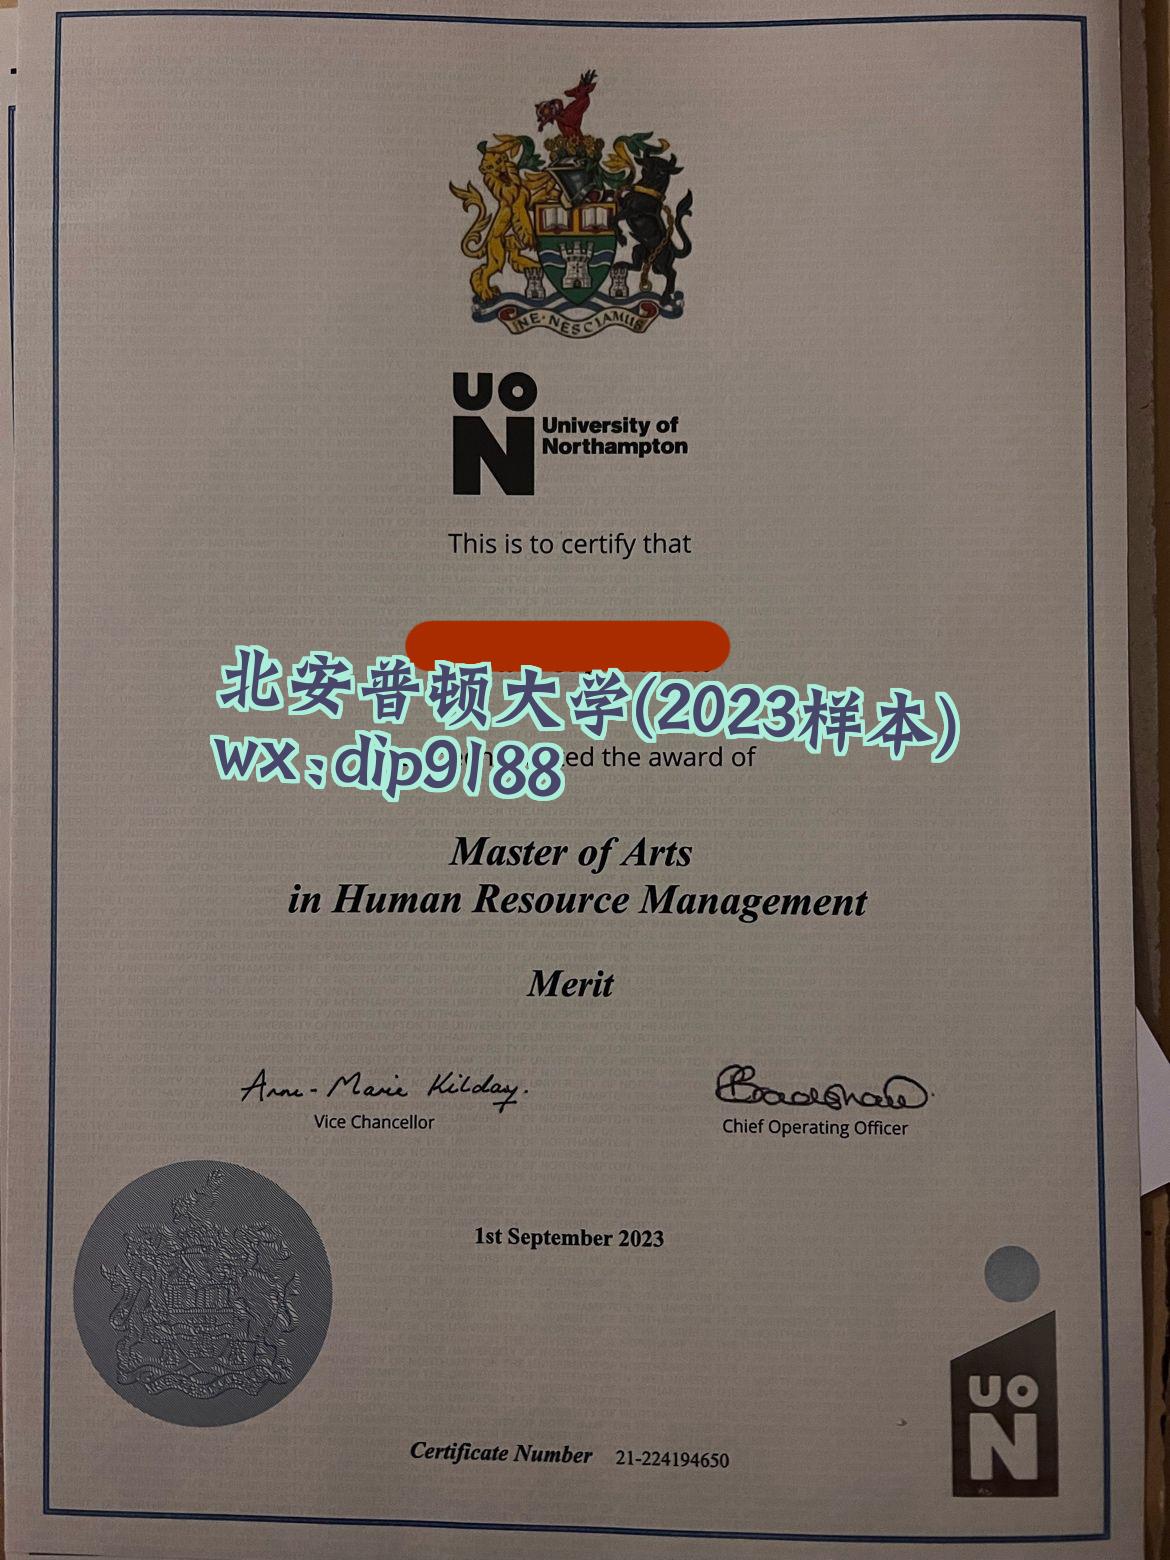 NE·NESCIAMUS
UON
University of
Northampton
This is to certify that
北安普顿大学(2023样本)
wx:dip9188
the award of
Master of Arts
in Human Resource Management
Merit
Anne-Marie Kilday.
Vice Chancellor
Chief Operating Officer
1st September 2023
UON
Certificate Number 21-224194650